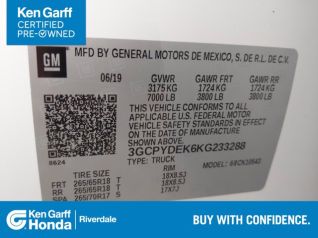 Ken Garff
CERTIFIED
PRE-OWNED
GM
MFD BY GENERAL MOTORS DE MEXICO, S. DE R.L. DE C.V.
06/19 GVWR GAWR FRT GAWR RR
3175 KG 1724 KG 1724 KG
7000 LB 3800 LB 3800 LB
THIS VEHICLE CONFORMS TO ALL
APPLICABLE U.S. FEDERAL MOTOR
VEHICLE SAFETY STANDARDS IN
EFFECT ON THE DATE OF
MANUFACTURE SHOWN ABOVE.
3GCPYDEK6KG233288
8624 TYPE: TRUCK MODEL:
TIRE SIZE RIM
FRT 265/65R18 T 18X8.5J
RR 265/65R18 T 18X8.5J
SPA 265/70R17 S 17X7J
Ken Garff
Honda Riverdale